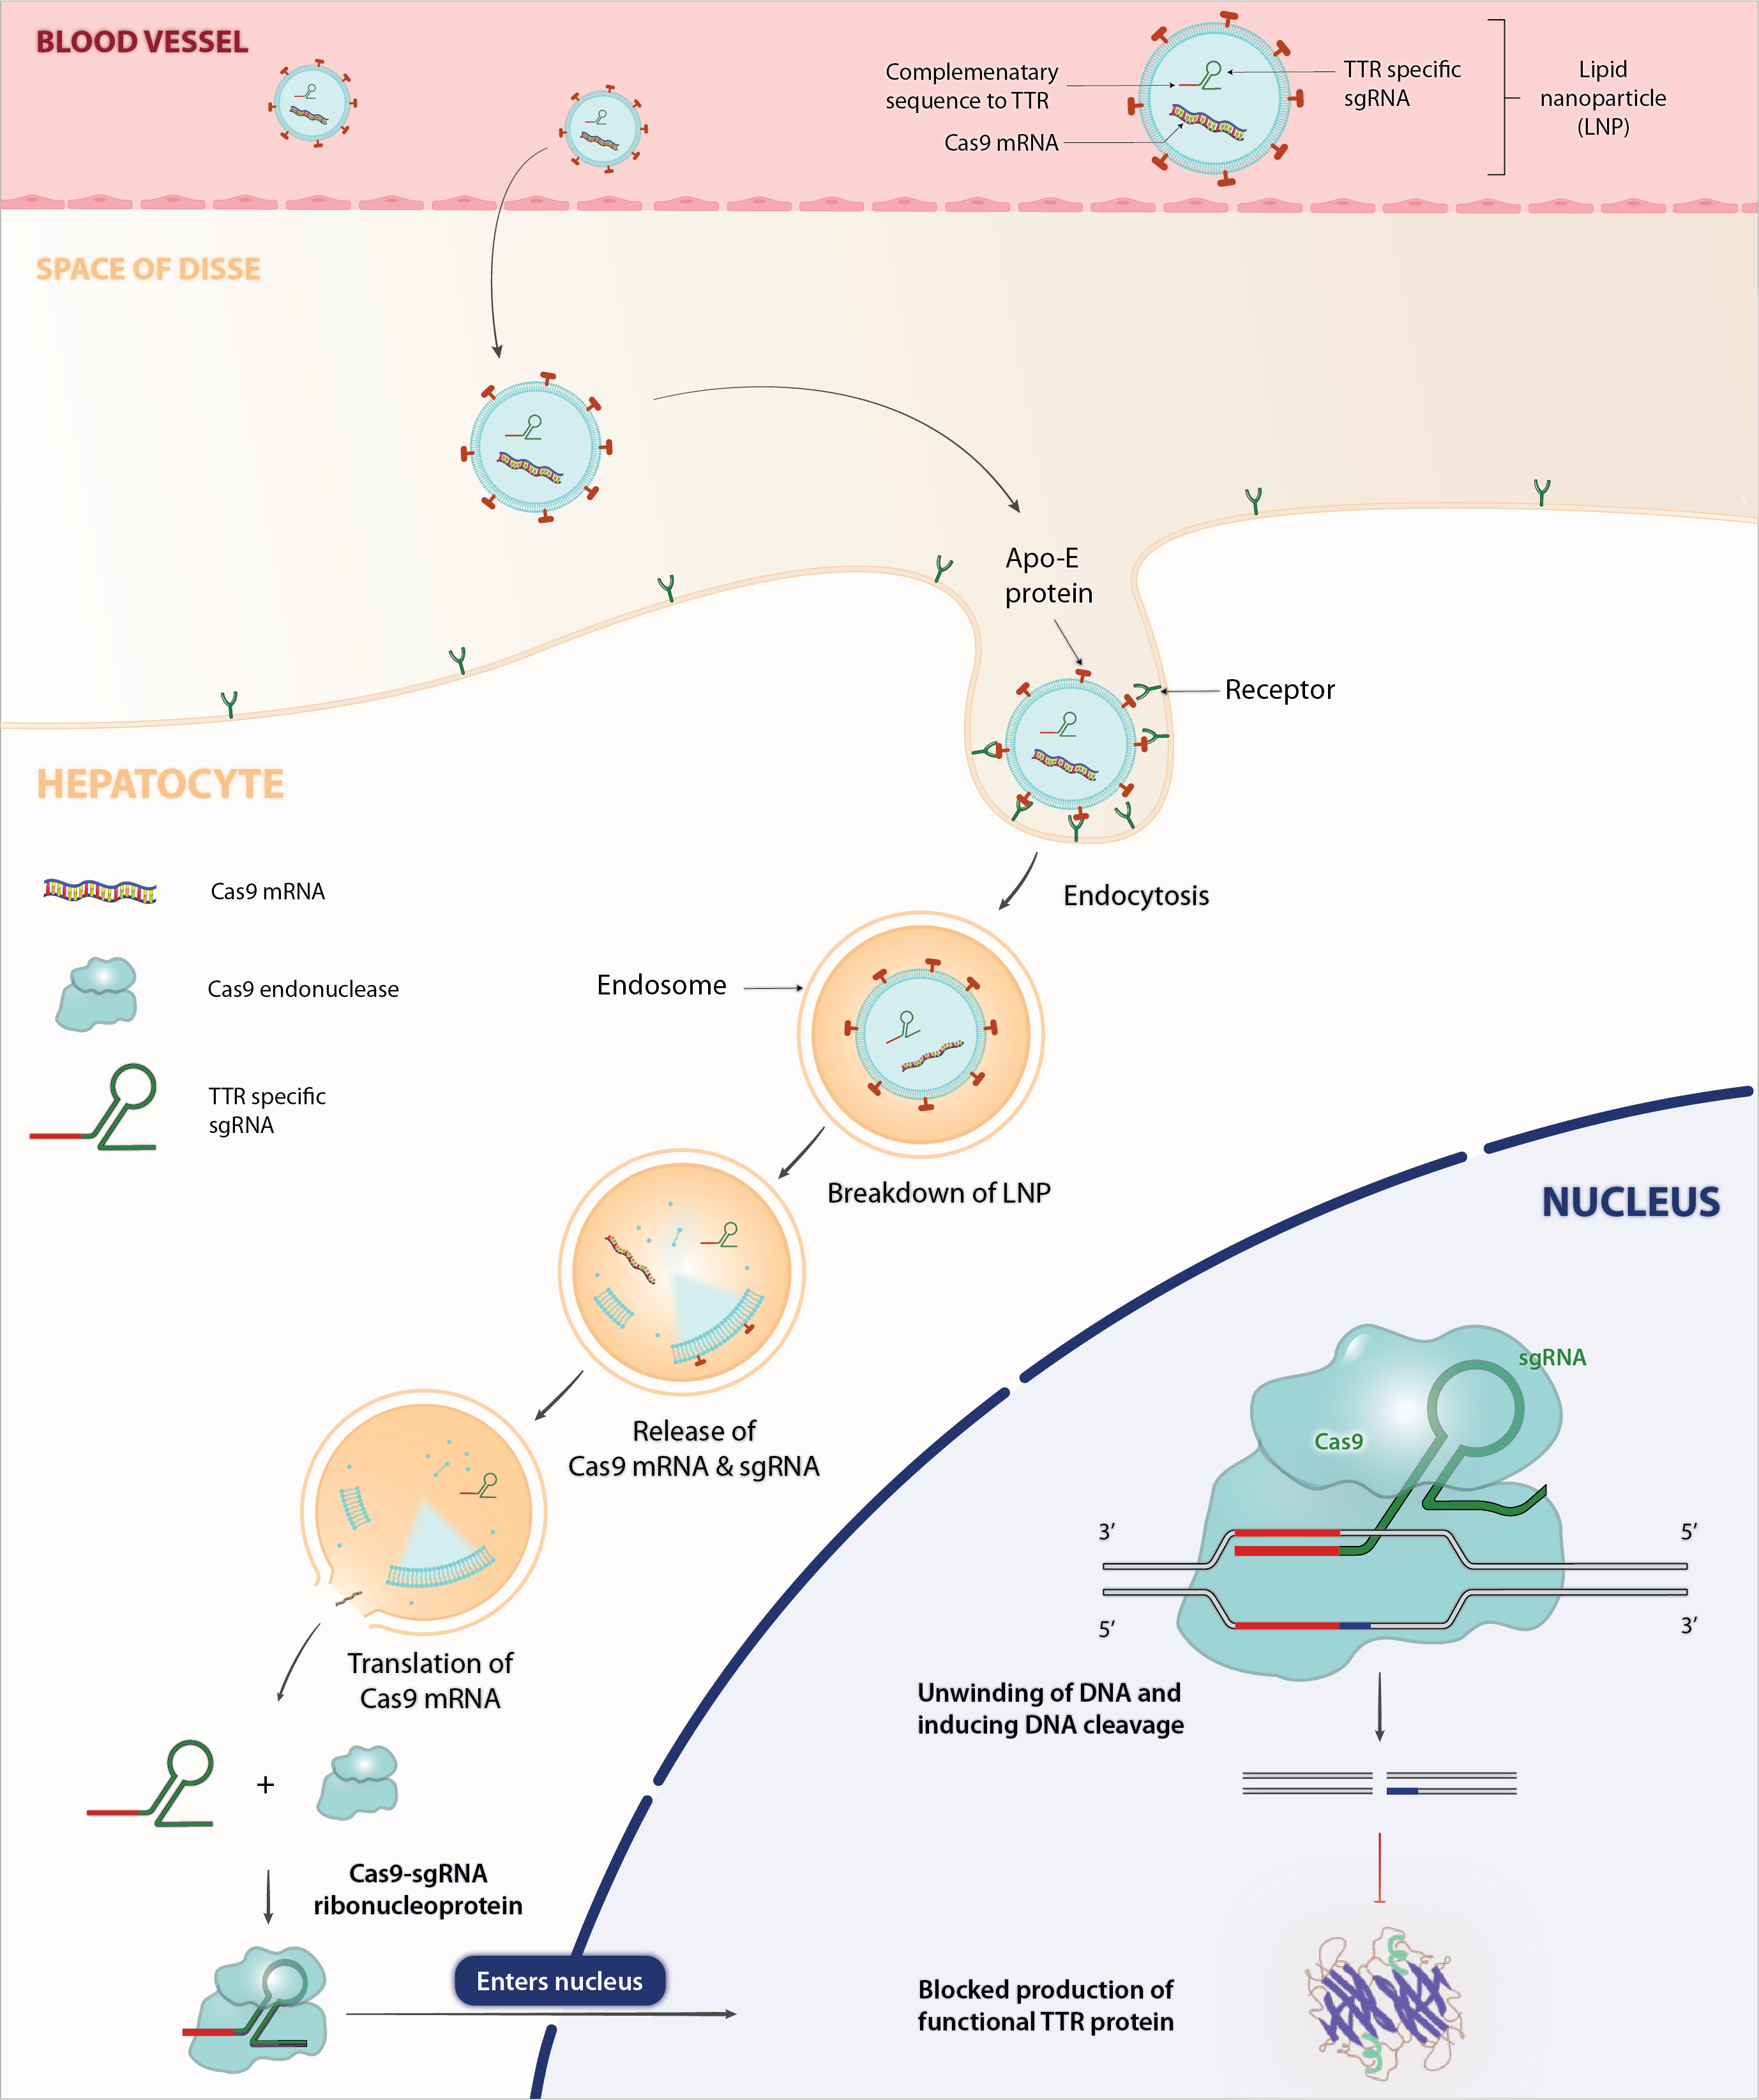 BLOOD VESSEL
Complemenatary
sequence to TTR
Cas9 mRNA
TTR specific
sgRNA
Lipid
nanoparticle
(LNP)
SPACE OF DISSE
Apo-E
protein
Receptor
HEPATOCYTE
Cas9 mRNA
Cas9 endonuclease
TTR specific
sgRNA
Endocytosis
Endosome
Breakdown of LNP
Release of
Cas9 mRNA & sgRNA
Translation of
Cas9 mRNA
+
Cas9-sgRNA
ribonucleoprotein
Enters nucleus
NUCLEUS
sgRNA
Cas9
3’
5’
5’
3’
Unwinding of DNA and
inducing DNA cleavage
Blocked production of
functional TTR protein